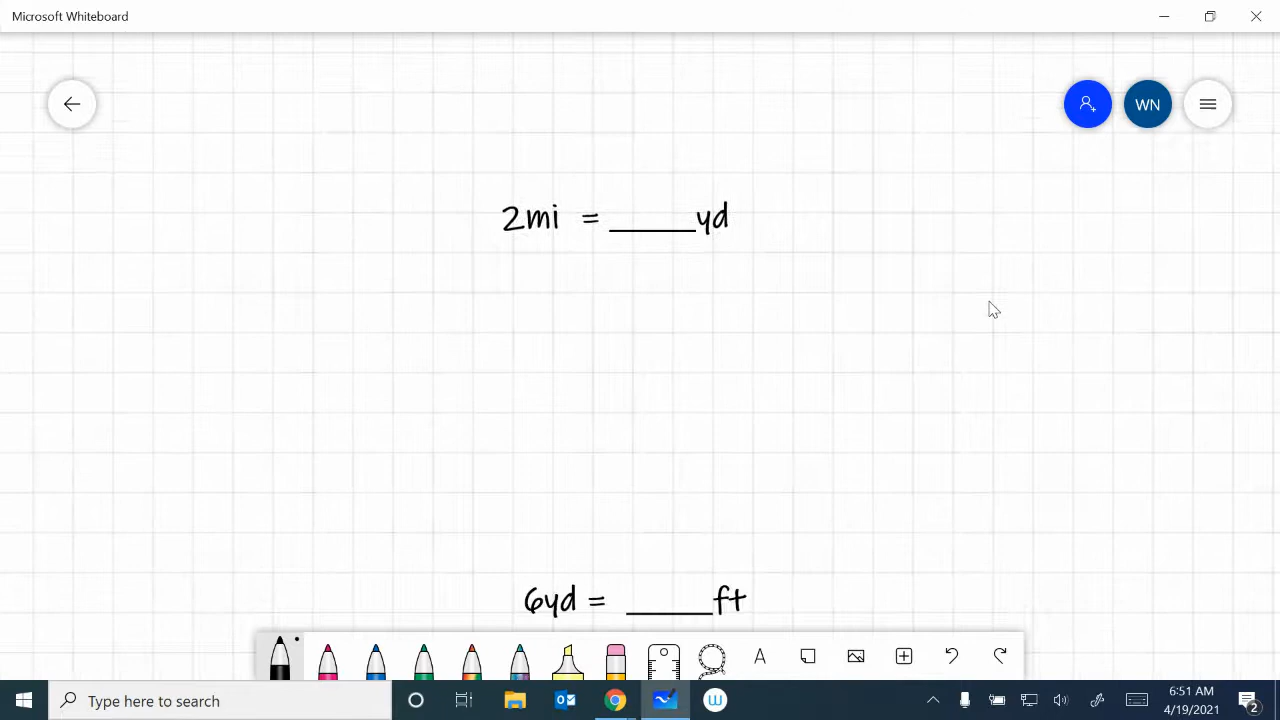 Microsoft Whiteboard
WN
2mi = _____yd
6yd = _____ft
A
Type here to search
W
6:51 AM
4/19/2021
2